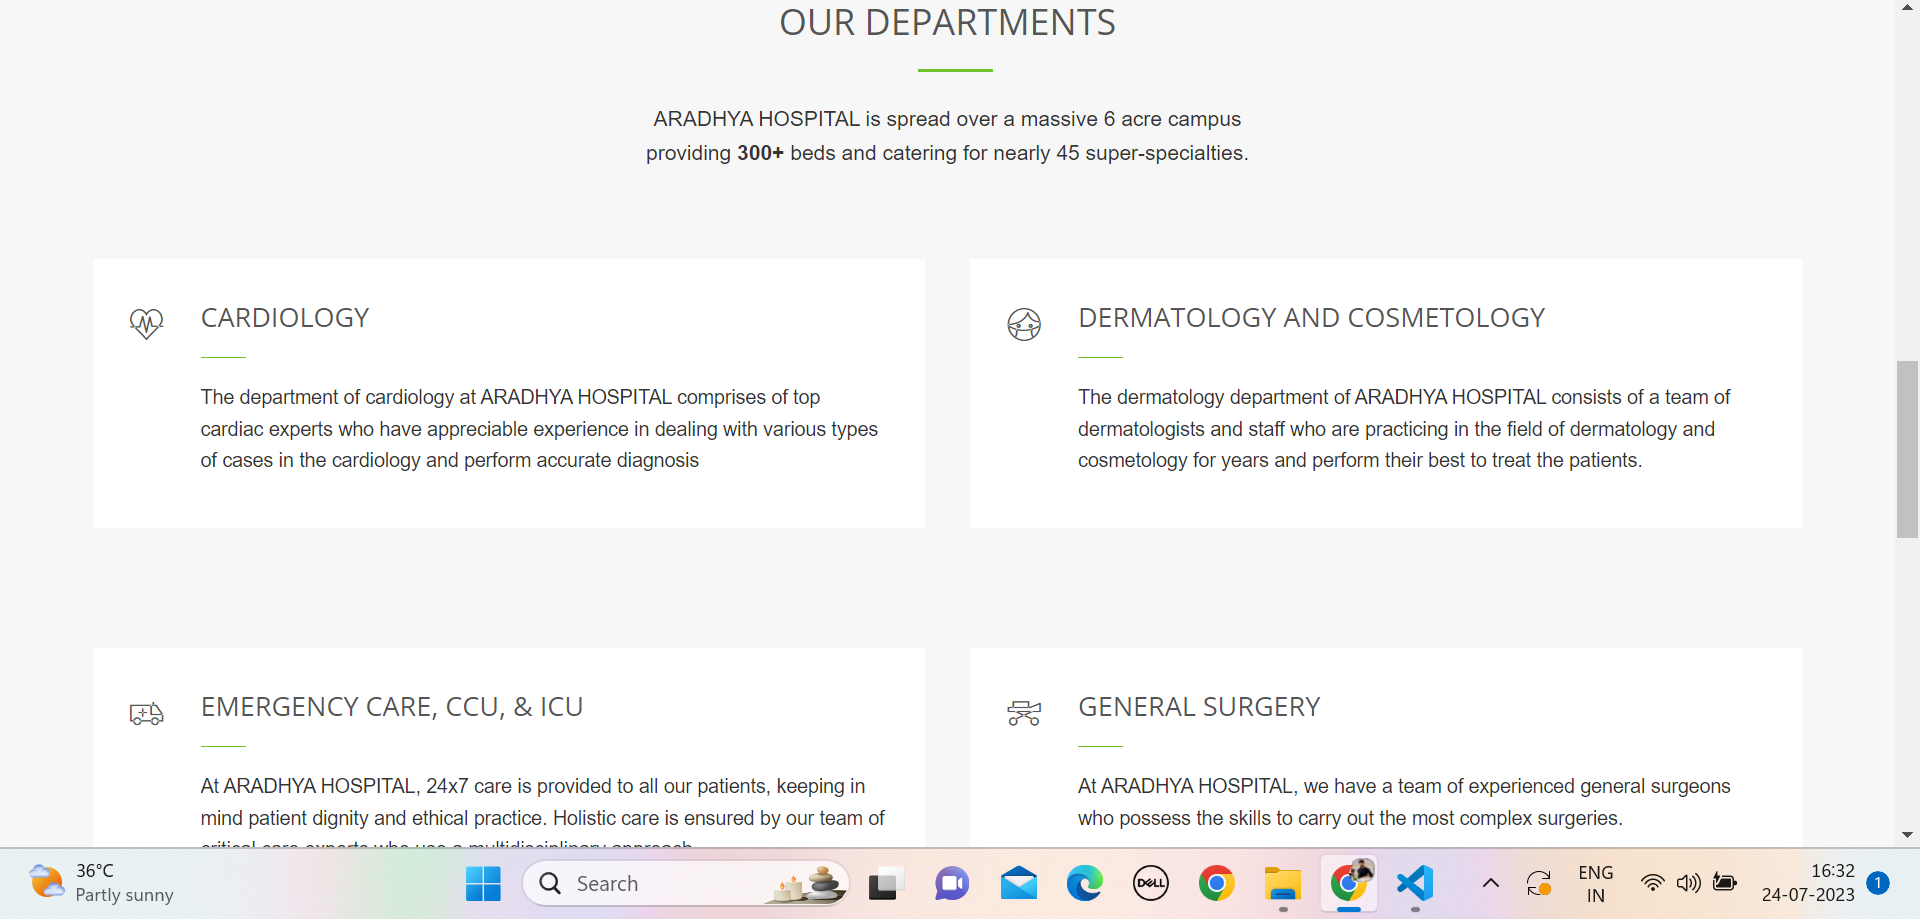 OUR DEPARTMENTS
ARADHYA HOSPITAL is spread over a massive 6 acre campus
providing 300+ beds and catering for nearly 45 super-specialties.
CARDIOLOGY
The department of cardiology at ARADHYA HOSPITAL comprises of top
cardiac experts who have appreciable experience in dealing with various types
of cases in the cardiology and perform accurate diagnosis
DERMATOLOGY AND COSMETOLOGY
The dermatology department of ARADHYA HOSPITAL consists of a team of
dermatologists and staff who are practicing in the field of dermatology and
cosmetology for years and perform their best to treat the patients.
EMERGENCY CARE, CCU, & ICU
At ARADHYA HOSPITAL, 24x7 care is provided to all our patients, keeping in
mind patient dignity and ethical practice. Holistic care is ensured by our team of
critical care experts who use a multidisciplinary approach
GENERAL SURGERY
At ARADHYA HOSPITAL, we have a team of experienced general surgeons
who possess the skills to carry out the most complex surgeries.
36°C
Partly sunny
Search
DELL
ENG
IN
16:32
24-07-2023
1